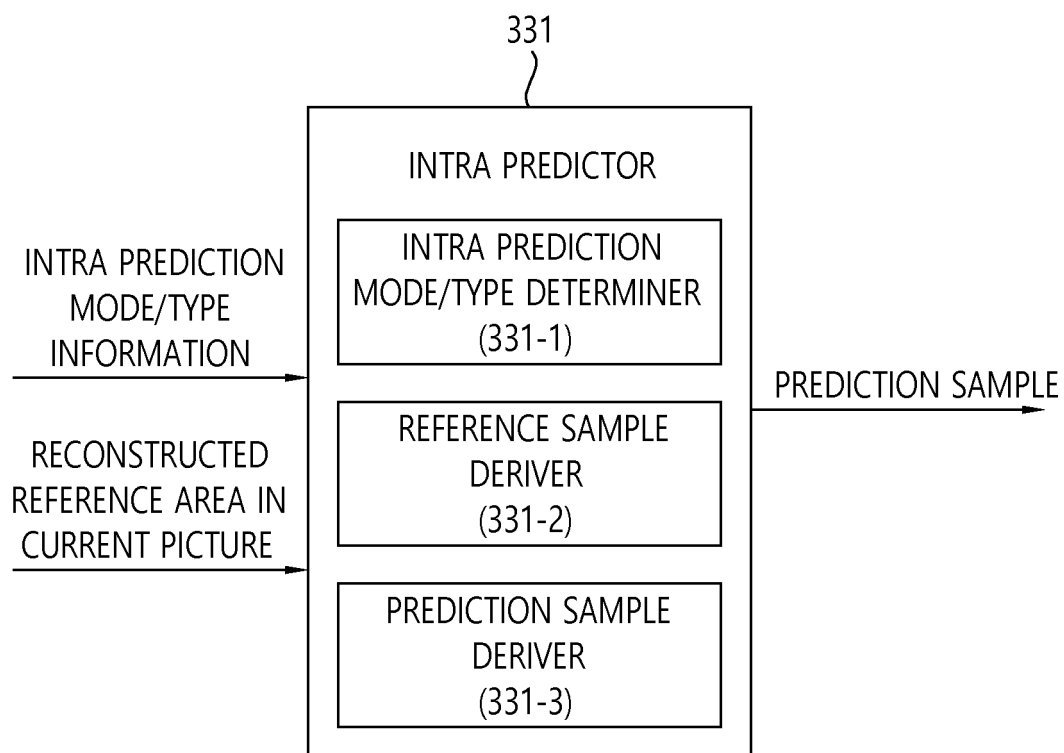 331
INTRA PREDICTOR
INTRA PREDICTION
MODE/TYPE
INFORMATION
RECONSTRUCTED
REFERENCE AREA IN
CURRENT PICTURE
INTRA PREDICTION
MODE/TYPE DETERMINER
(331-1)
REFERENCE SAMPLE
DERIVER
(331-2)
PREDICTION SAMPLE
DERIVER
(331-3)
PREDICTION SAMPLE